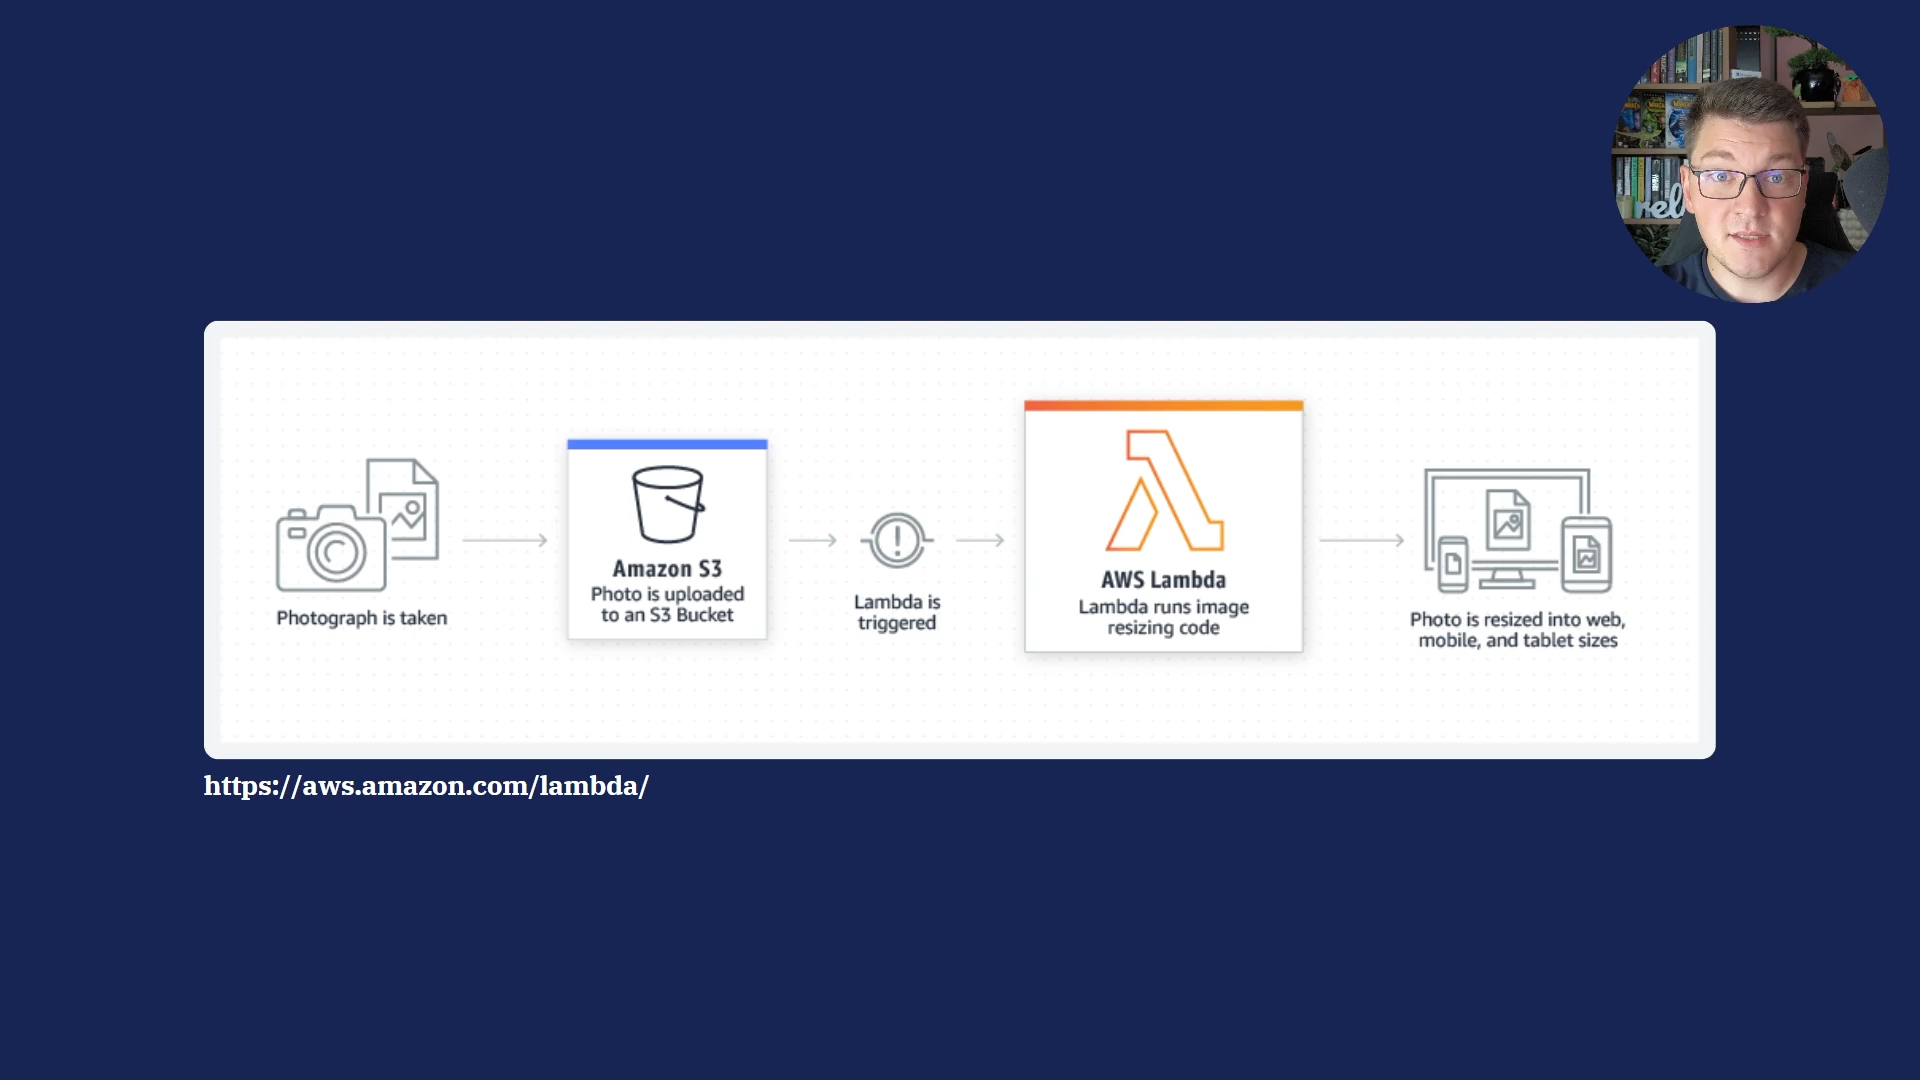 rel
Photograph is taken
Amazon S3
Photo is uploaded
to an S3 Bucket
Lambda is
triggered
AWS Lambda
Lambda runs image
resizing code
Photo is resized into web,
mobile, and tablet sizes
https://aws.amazon.com/lambda/